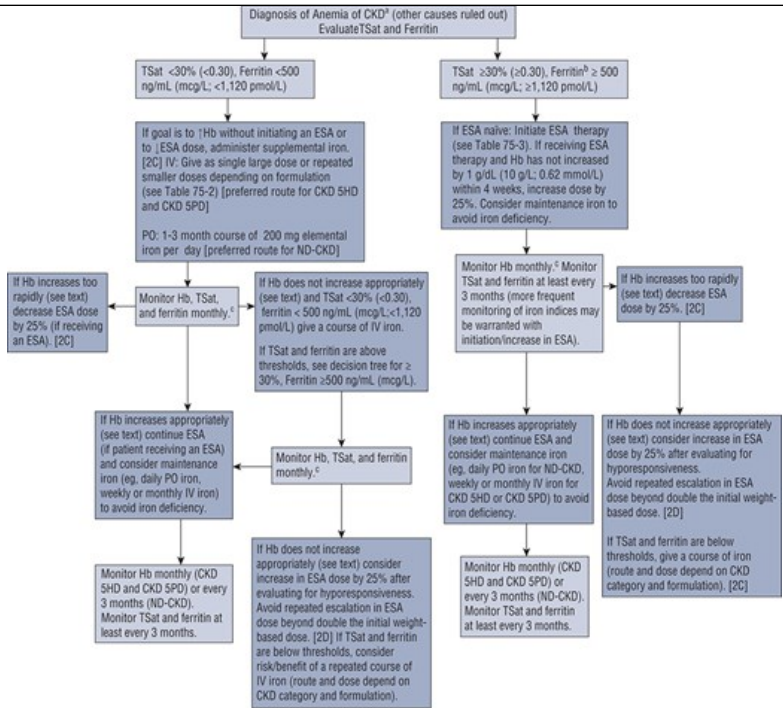 Diagnosis of Anemia of CKDᵃ (other causes ruled out)
EvaluateTSat and Ferritin
TSat <30% (<0.30), Ferritin <500
ng/mL (mcg/L; <1,120 pmol/L)
If goal is to ↑Hb without initiating an ESA or
to ↓ESA dose, administer supplemental iron.
[2C] IV: Give as single large dose or repeated
smaller doses depending on formulation
(see Table 75-2) [preferred route for CKD 5HD
and CKD 5PD]
PO: 1-3 month course of 200 mg elemental
iron per day [preferred route for ND-CKD]
If Hb increases too
rapidly (see text)
decrease ESA dose
by 25% (if receiving
an ESA). [2C]
Monitor Hb, TSat,
and ferritin monthly.ᶜ
If Hb does not increase appropriately
(see text) and TSat <30% (<0.30),
ferritin < 500 ng/mL (mcg/L;<1,120
pmol/L) give a course of IV iron.
If TSat and ferritin are above
thresholds, see decision tree for ≥
30%, Ferritin ≥500 ng/mL (mcg/L).
If Hb increases appropriately
(see text) continue ESA
(if patient receiving an ESA)
and consider maintenance
iron (eg, daily PO iron,
weekly or monthly IV iron)
to avoid iron deficiency.
Monitor Hb, TSat, and ferritin
monthly.ᶜ
Monitor Hb monthly (CKD
5HD and CKD 5PD) or every
3 months (ND-CKD).
Monitor TSat and ferritin at
least every 3 months.
If Hb does not increase
appropriately (see text) consider
increase in ESA dose by 25% after
evaluating for hyporesponsiveness.
Avoid repeated escalation in ESA
dose beyond double the initial weight-
based dose. [2D] If TSat and ferritin
are below thresholds, consider
risk/benefit of a repeated course of
IV iron (route and dose depend on
CKD category and formulation).
TSat ≥30% (≥0.30), Ferritinᵇ ≥ 500
ng/mL (mcg/L; ≥1,120 pmol/L)
If ESA naïve: Initiate ESA therapy
(see Table 75-3). If receiving ESA
therapy and Hb has not increased
by 1 g/dL (10 g/L; 0.62 mmol/L)
within 4 weeks, increase dose by
25%. Consider maintenance iron to
avoid iron deficiency.
Monitor Hb monthly.ᶜ Monitor
TSat and ferritin at least every
3 months (more frequent
monitoring of iron indices may
be warranted with
initiation/increase in ESA).
If Hb increases too rapidly
(see text) decrease ESA
dose by 25%. [2C]
If Hb increases appropriately
(see text) continue ESA and
consider maintenance iron
(eg, daily PO iron for ND-CKD,
weekly or monthly IV iron for
CKD 5HD or CKD 5PD) to avoid
iron deficiency.
If Hb does not increase appropriately
(see text) consider increase in ESA
dose by 25% after evaluating for
hyporesponsiveness.
Avoid repeated escalation in ESA
dose beyond double the initial weight-
based dose. [2D]
If TSat and ferritin are below
thresholds, give a course of iron
(route and dose depend on CKD
category and formulation). [2C]
Monitor Hb monthly (CKD
5HD and CKD 5PD) or
every 3 months (ND-CKD).
Monitor TSat and ferritin
at least every 3 months.